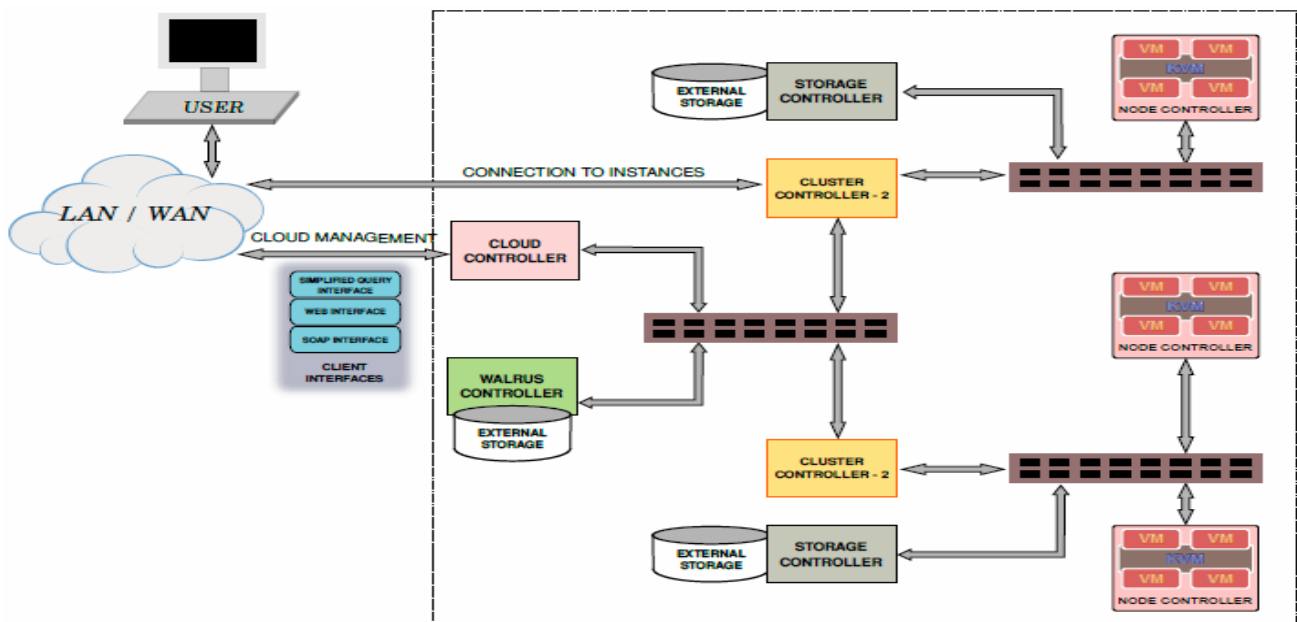 USER
LAN / WAN
CONNECTION TO INSTANCES
CLOUD MANAGEMENT
SIMPLIFIED QUERY
INTERFACE
WEB INTERFACE
SOAP INTERFACE
CLIENT
INTERFACES
CLOUD
CONTROLLER
WALRUS
CONTROLLER
EXTERNAL
STORAGE
EXTERNAL
STORAGE
STORAGE
CONTROLLER
CLUSTER
CONTROLLER - 2
VM
VM
KVM
VM
VM
NODE CONTROLLER
VM
VM
KVM
VM
VM
NODE CONTROLLER
CLUSTER
CONTROLLER - 2
EXTERNAL
STORAGE
STORAGE
CONTROLLER
VM
VM
KVM
VM
VM
NODE CONTROLLER